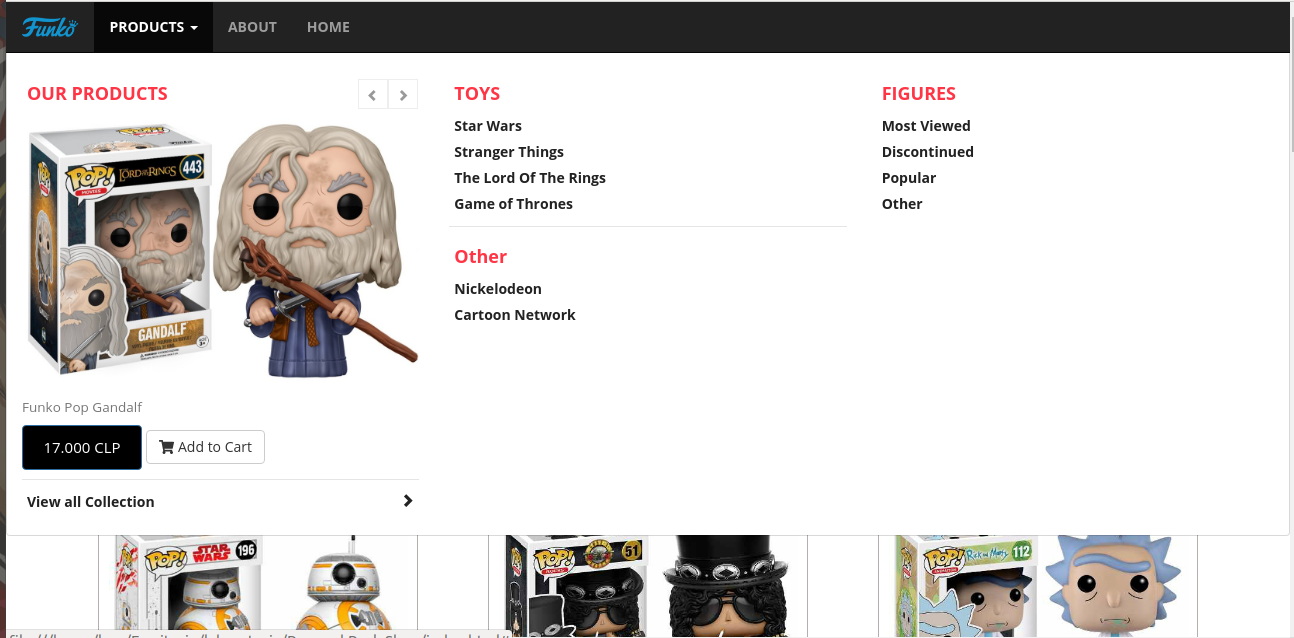 Funko
PRODUCTS
ABOUT
HOME
OUR PRODUCTS
POP!
MOVIES
THE LORD OF THE RINGS
443
GANDALF
Funko Pop Gandalf
17.000 CLP
Add to Cart
View all Collection
TOYS
Star Wars
Stranger Things
The Lord Of The Rings
Game of Thrones
Other
Nickelodeon
Cartoon Network
FIGURES
Most Viewed
Discontinued
Popular
Other
POP!
STAR WARS
196
POP!
51
POP!
Rick and Morty
112